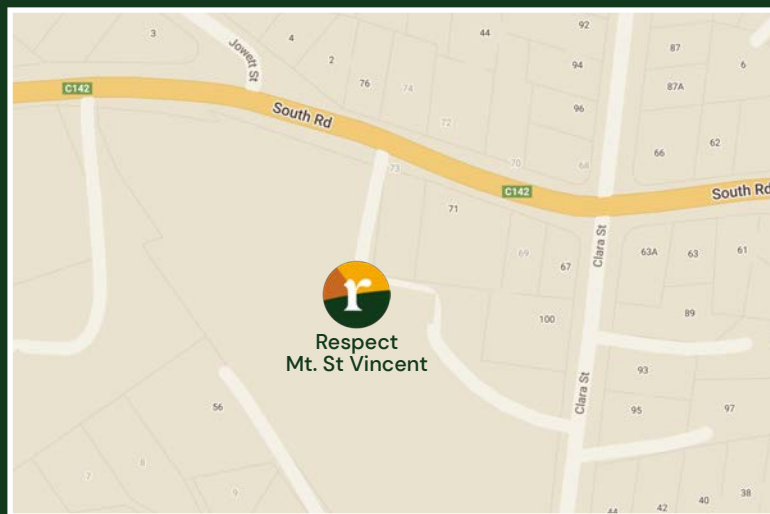 92
3
4
44
Jowett St
2
87
6
94
76
74
87A
C142
96
South Rd
72
62
66
70
68
73
C142
South Rd
71
Clara St
69
63A
63
61
67
r
100
89
Respect
Mt. St Vincent
93
Clara St
56
95
97
8
7
9
38
40
42
44